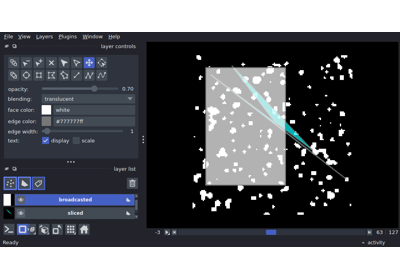 File View Layers Plugins Window Help
layer controls
opacity: 0.70
blending: translucent
face color: white
edge color: #777777ff
edge width: 1
text: display scale
layer list
broadcasted
sliced
-3 63 127
Ready activity